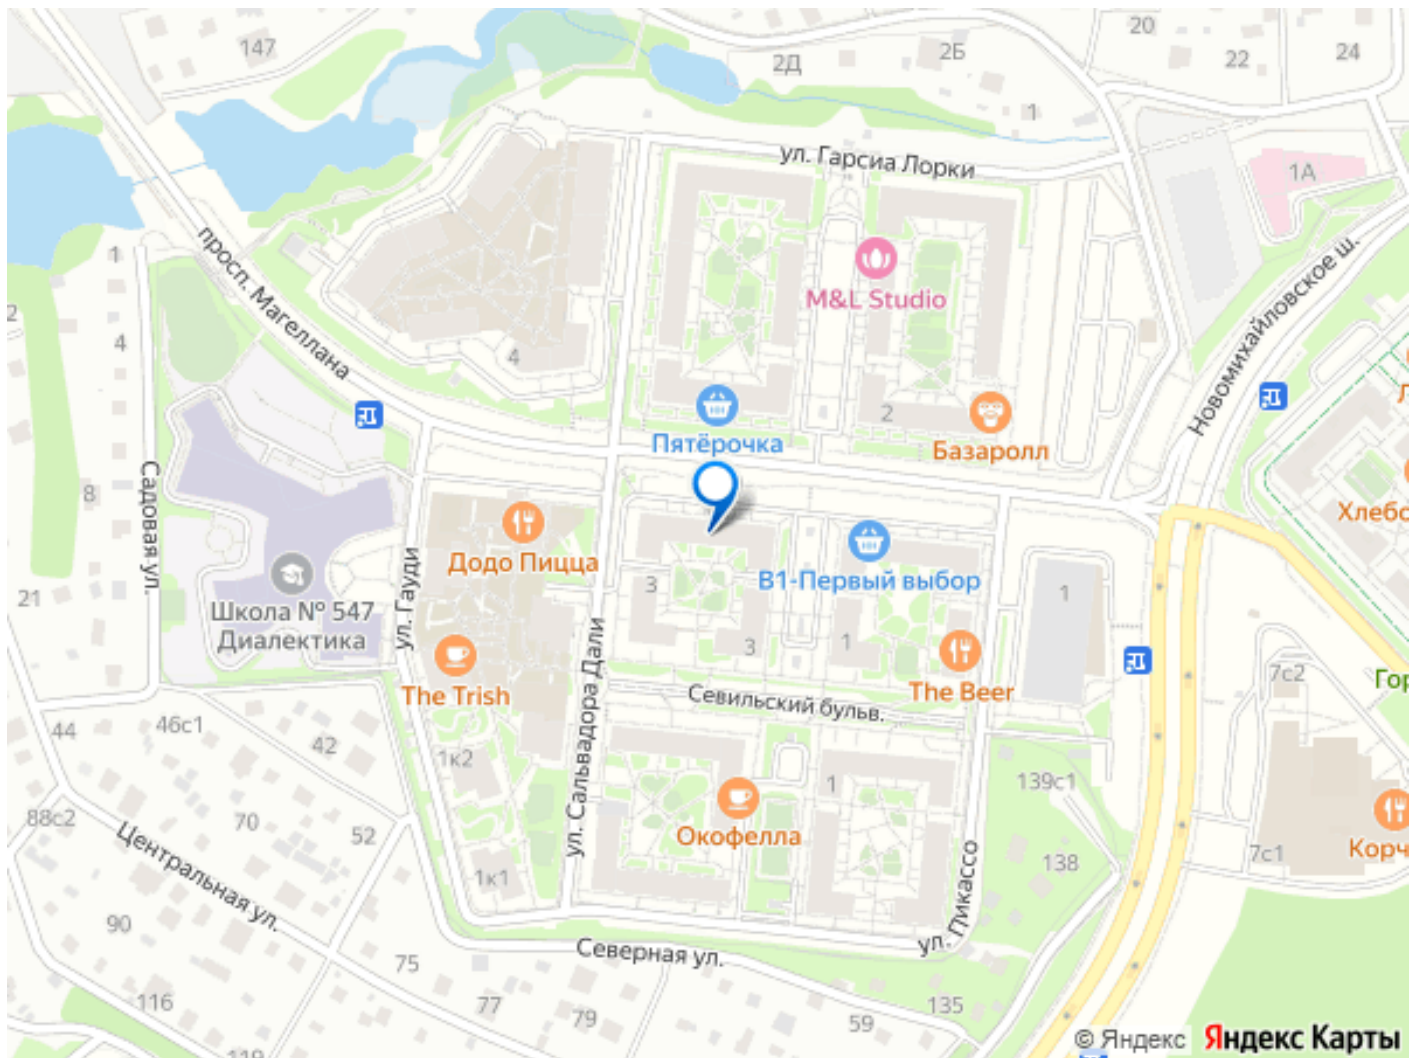 147
2Д
2Б
20
22
24
1
1А
ул. Гарсиа Лорки
просп. Магеллана
M&L Studio
Новомихайловское ш.
1
2
4
4
Пятёрочка
2
Базаролл
Л
Садовая ул.
8
Додо Пицца
В1-Первый выбор
Хлебс
21
Школа № 547
Диалектика
ул. Гауди
3
3
1
1
ул. Сальвадора Дали
The Trish
The Beer
Севильский бульв.
7с2
Гор
44
46с1
42
1к2
1
139с1
88с2
70
52
Окофелла
Центральная ул.
138
7с1
Корч
1к1
ул. Пикассо
90
Северная ул.
75
116
77
79
59
135
119
© Яндекс Яндекс Карты